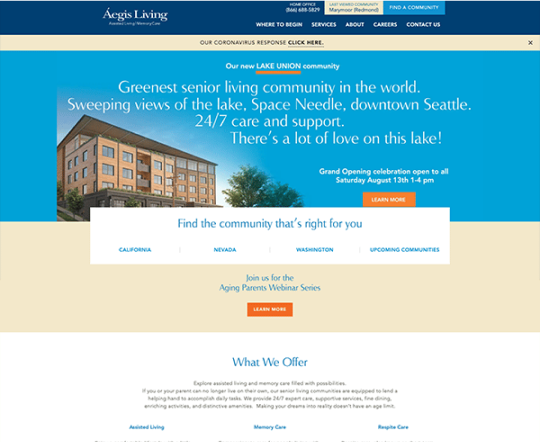 Aegis Living
Assisted Living/Memory Care
HOME OFFICE
(866) 688-5829
LAST VIEWED COMMUNITY
Marymoor (Redmond)
FIND A COMMUNITY
WHERE TO BEGIN SERVICES ABOUT CAREERS CONTACT US
OUR CORONAVIRUS RESPONSE CLICK HERE.
Our new LAKE UNION community
Greenest senior living community in the world.
Sweeping views of the lake, Space Needle, downtown Seattle.
24/7 care and support.
There's a lot of love on this lake!
Grand Opening celebration open to all
Saturday August 13th 1-4 pm
LEARN MORE
Find the community that's right for you
CALIFORNIA NEVADA WASHINGTON UPCOMING COMMUNITIES
Join us for the
Aging Parents Webinar Series
LEARN MORE
What We Offer
Explore assisted living and memory care filled with possibilities.
If you or your parent can no longer live on their own, our senior living communities are equipped to lend a
helping hand to accomplish daily tasks. We provide 24/7 expert care, supportive services, fine dining,
enriching activities, and distinctive amenities. Making your dreams into reality doesn't have an age limit.
Assisted Living Memory Care Respite Care